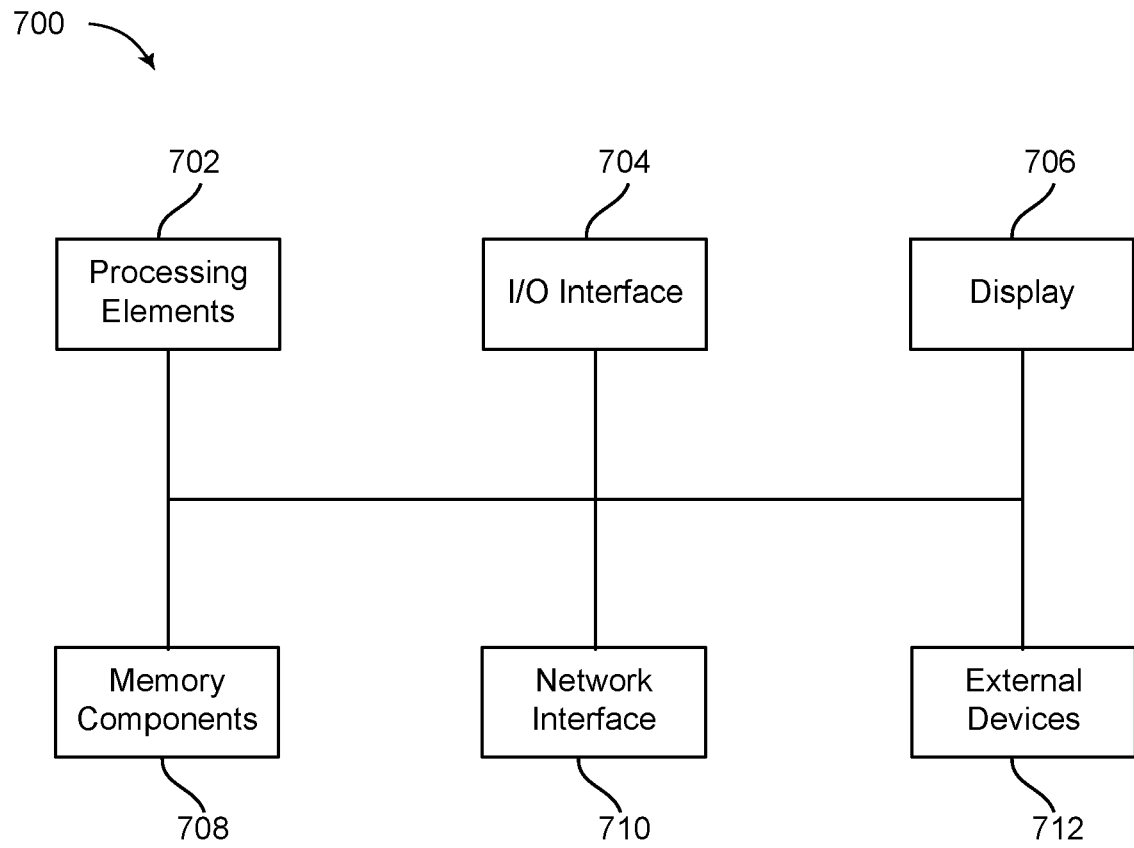 700
702
704
706
Processing
Elements
I/O Interface
Display
Memory
Components
Network
Interface
External
Devices
708
710
712